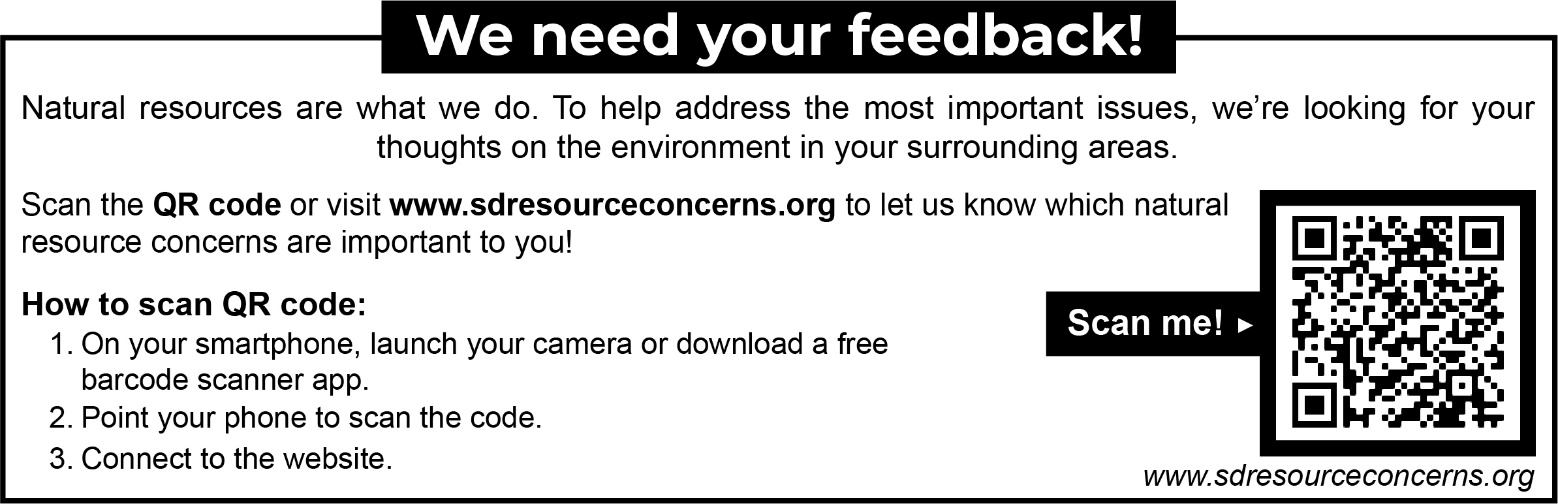 We need your feedback!
Natural resources are what we do. To help address the most important issues, we’re looking for your
thoughts on the environment in your surrounding areas.
Scan the QR code or visit www.sdresourceconcerns.org to let us know which natural
resource concerns are important to you!
How to scan QR code:
1. On your smartphone, launch your camera or download a free
barcode scanner app.
2. Point your phone to scan the code.
3. Connect to the website.
Scan me! ▸
www.sdresourceconcerns.org